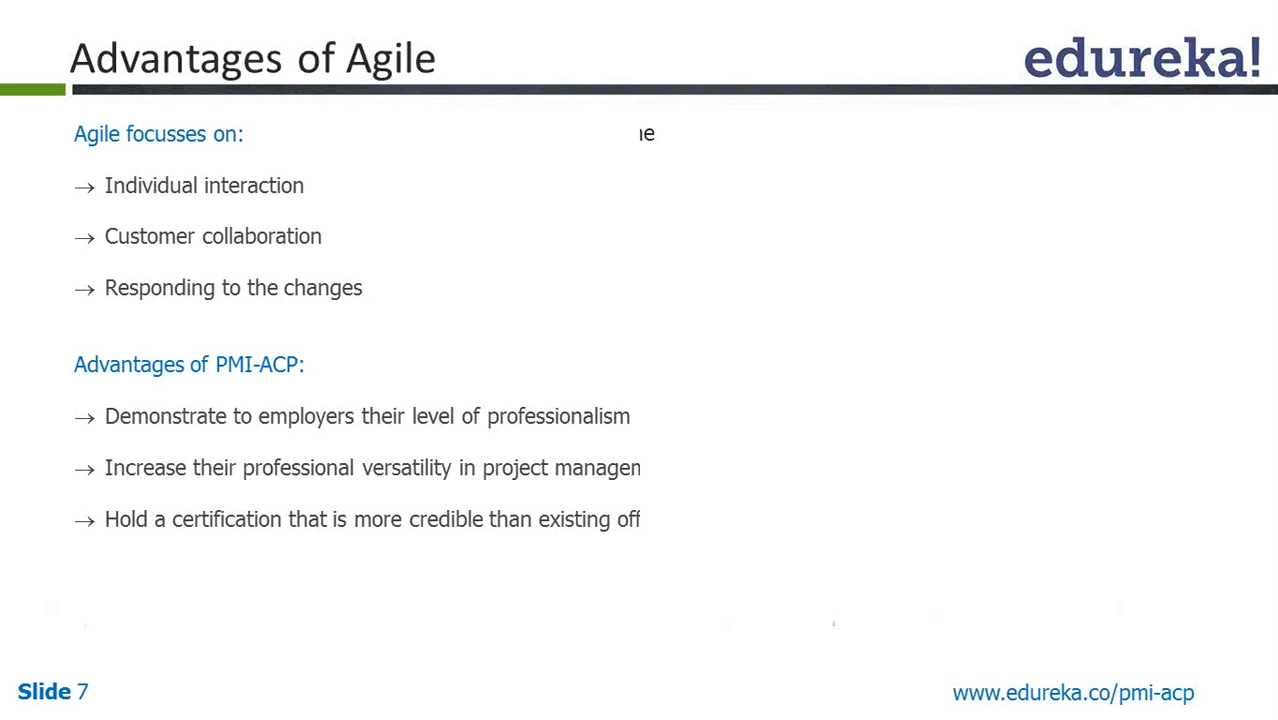 Advantages of Agile
edureka!
Agile focusses on:
→ Individual interaction
→ Customer collaboration
→ Responding to the changes
Advantages of PMI-ACP:
→ Demonstrate to employers their level of professionalism
→ Increase their professional versatility in project managen
→ Hold a certification that is more credible than existing off
Slide 7
www.edureka.co/pmi-acp